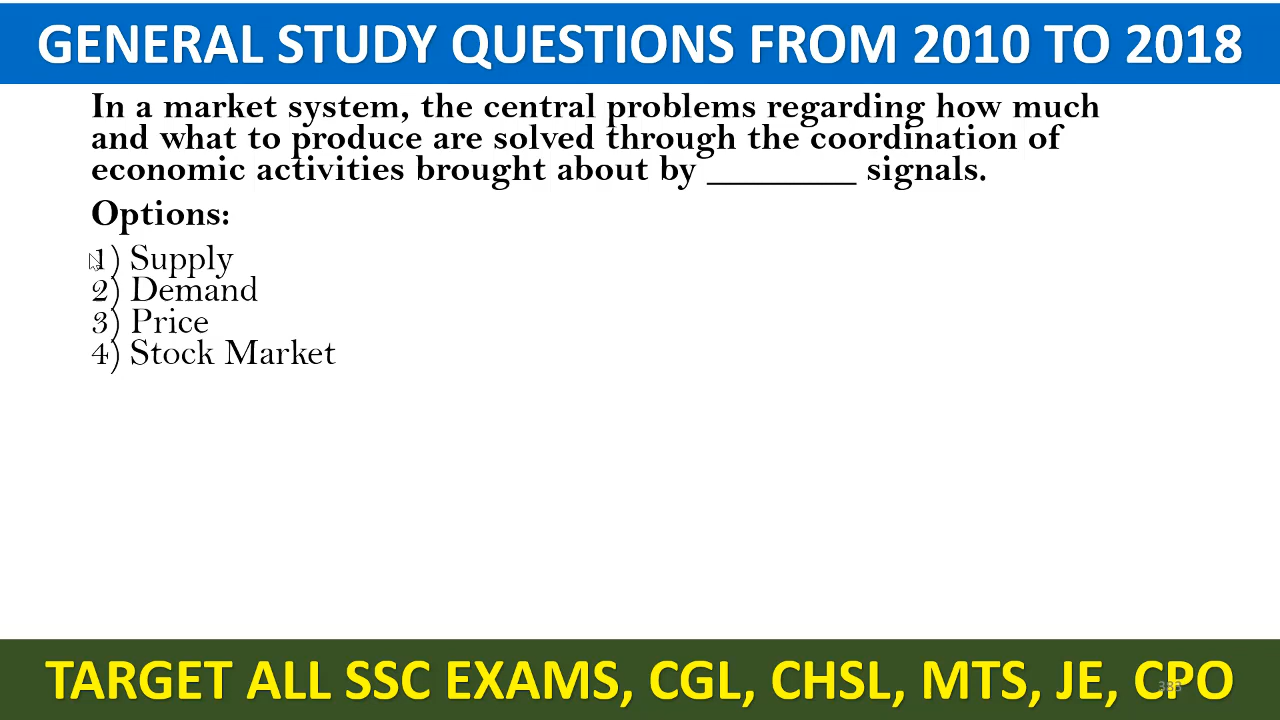 GENERAL STUDY QUESTIONS FROM 2010 TO 2018
In a market system, the central problems regarding how much
and what to produce are solved through the coordination of
economic activities brought about by _________ signals.
Options:
1) Supply
2) Demand
3) Price
4) Stock Market
TARGET ALL SSC EXAMS, CGL, CHSL, MTS, JE, CPO